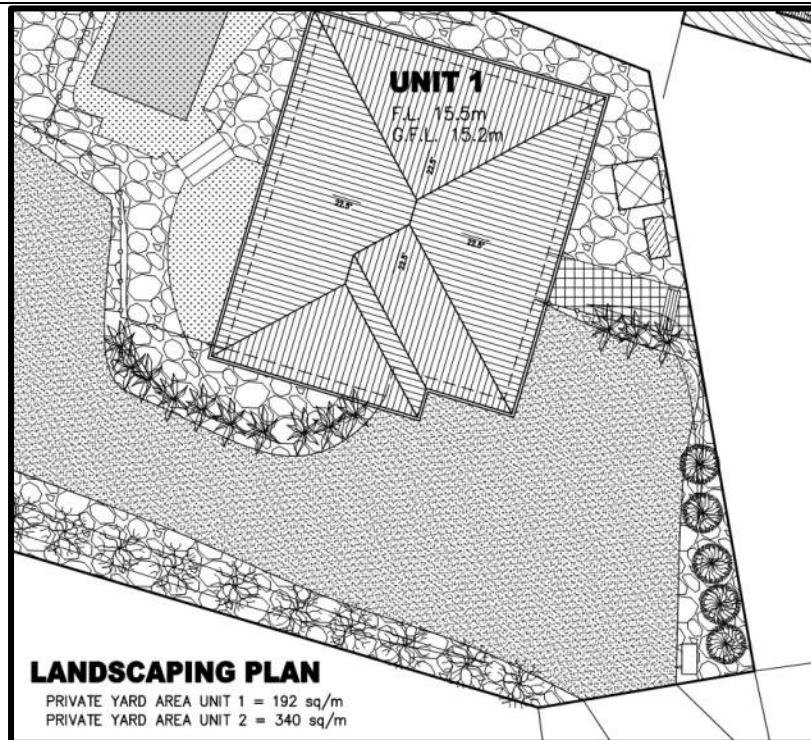 UNIT 1
F.L. 15.5m
G.F.L. 15.2m
22.5°
22.5°
22.5°
22.5°
LANDSCAPING PLAN
PRIVATE YARD AREA UNIT 1 = 192 sq/m
PRIVATE YARD AREA UNIT 2 = 340 sq/m